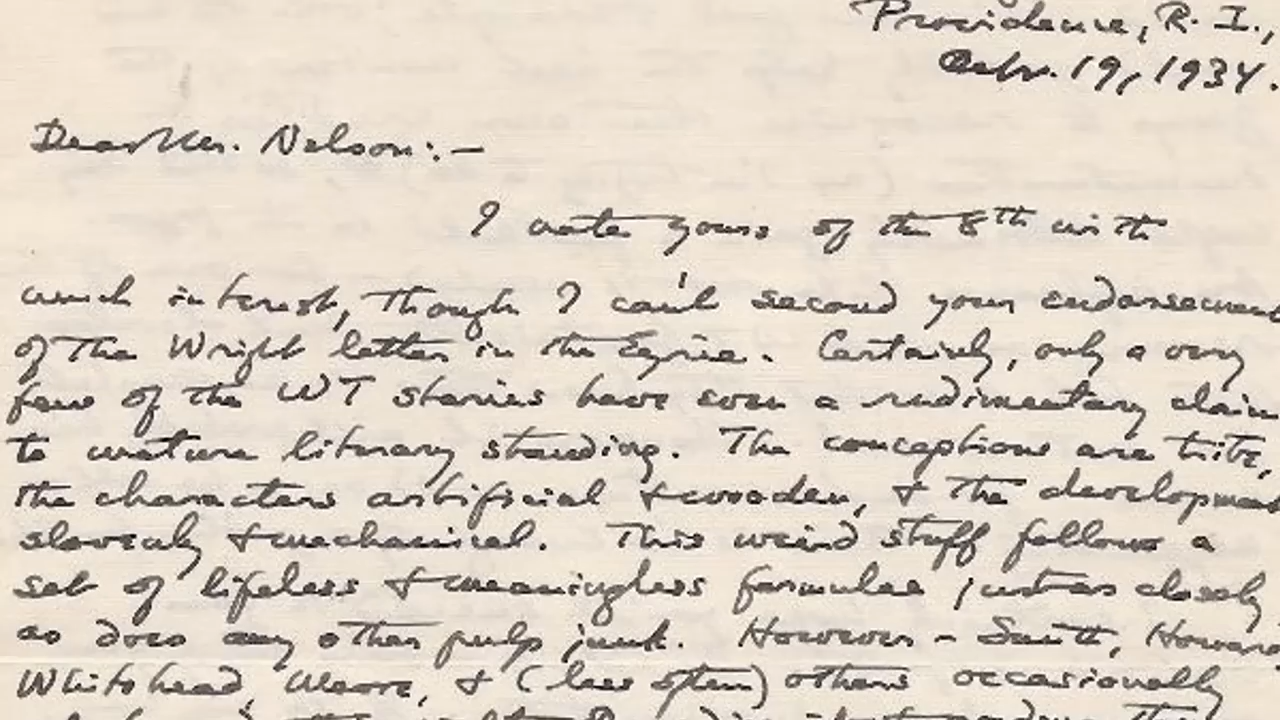 Providence, R. I.,
Octbr. 19, 1934.
Dear Mr. Nelson:—
I note yours of the 8th with
much interest, though I can't second your endorsement
of the Wright letter in the Eyrie. Certainly, only a very
few of the WT stories have even a rudimentary claim
to mature literary standing. The conceptions are trite,
the characters artificial & wooden, & the development
slovenly & mechanical. This weird stuff follows a
set of lifeless & meaningless formulae just as closely
as does any other pulp junk. However - Smith, Howard
Whitehead, Moore, & (less often) others occasionally